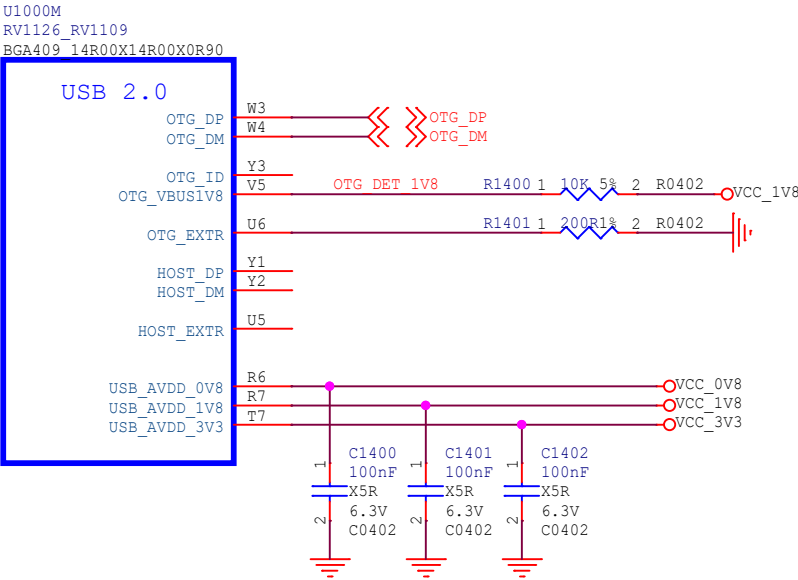 U1000M
RV1126_RV1109
BGA409_14R00X14R00X0R90
USB 2.0
OTG_DP W3 OTG_DP
OTG_DM W4 OTG_DM
OTG_ID Y3
OTG_VBUS1V8 V5 OTG_DET_1V8 R1400 1 10K 5% 2 R0402 VCC_1V8
OTG_EXTR U6 R1401 1 200R1% 2 R0402
HOST_DP Y1
HOST_DM Y2
HOST_EXTR U5
USB_AVDD_0V8 R6 VCC_0V8
USB_AVDD_1V8 R7 VCC_1V8
USB_AVDD_3V3 T7 VCC_3V3
C1400 C1401 C1402
1 100nF 1 100nF 1 100nF
X5R X5R X5R
2 6.3V 2 6.3V 2 6.3V
C0402 C0402 C0402